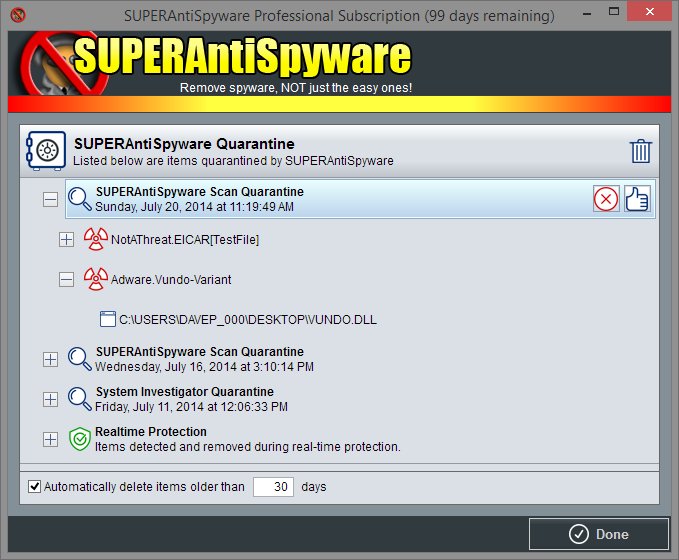 SUPERAntiSpyware Professional Subscription (99 days remaining)
SUPERAntiSpyware
Remove spyware, NOT just the easy ones!
SUPERAntiSpyware Quarantine
Listed below are items quarantined by SUPERAntiSpyware
SUPERAntiSpyware Scan Quarantine
Sunday, July 20, 2014 at 11:19:49 AM
NotAThreat.EICAR[TestFile]
Adware.Vundo-Variant
C:\USERS\DAVEP_000\DESKTOP\VUNDO.DLL
SUPERAntiSpyware Scan Quarantine
Wednesday, July 16, 2014 at 3:10:14 PM
System Investigator Quarantine
Friday, July 11, 2014 at 12:06:33 PM
Realtime Protection
Items detected and removed during real-time protection.
Automatically delete items older than 30 days
Done